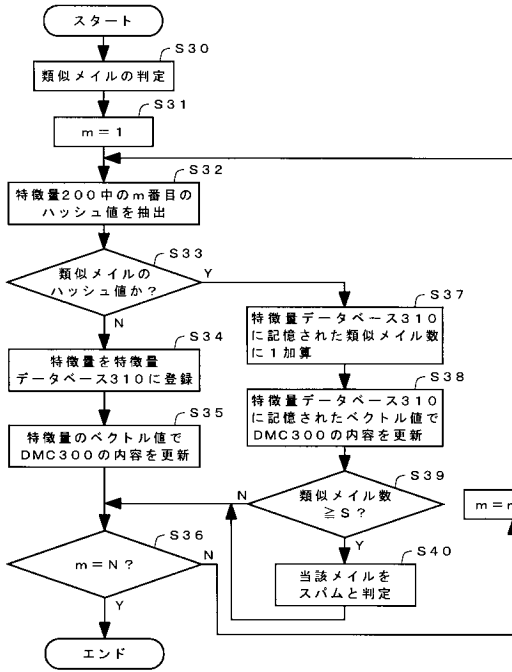 スタート
S30
類似メイルの判定
S31
m=1
S32
特徴量200中のm番目の
ハッシュ値を抽出
S33
類似メイルの
ハッシュ値か?
Y
N
S34
特徴量を特徴量
データベース310に登録
S35
特徴量のベクトル値で
DMC300の内容を更新
S37
特徴量データベース310
に記憶された類似メイル数
に1加算
S38
特徴量データベース310
に記憶されたベクトル値で
DMC300の内容を更新
S39
類似メイル数
≧S?
N
Y
S40
当該メイルを
スパムと判定
S36
m=N?
N
Y
m=
エンド